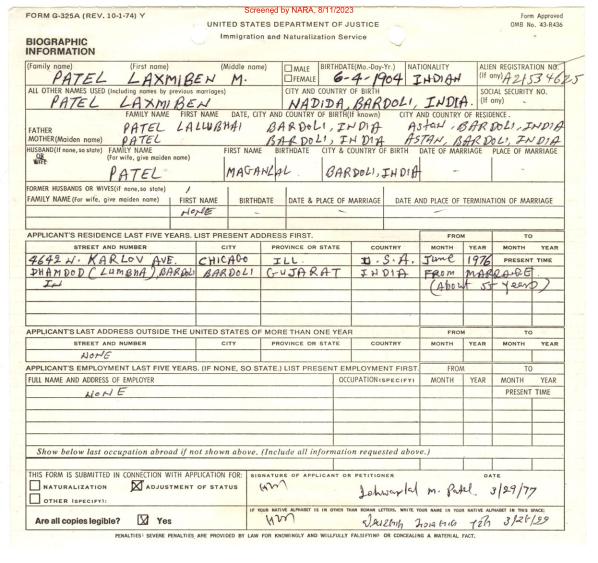 Screened by NARA, 8/11/2023
FORM G-325A (REV. 10-1-74) Y
Form Approved
OMB No. 43-R436
UNITED STATES DEPARTMENT OF JUSTICE
Immigration and Naturalization Service
BIOGRAPHIC
INFORMATION
(Family name) (First name) (Middle name) MALE FEMALE BIRTHDATE(Mo.-Day-Yr.) NATIONALITY ALIEN REGISTRATION NO. (If any)
PATEL LAXMIBEN M. 6-4-1904 INDIAN A21534625
ALL OTHER NAMES USED (Including names by previous marriages) CITY AND COUNTRY OF BIRTH SOCIAL SECURITY NO. (If any)
PATEL LAXMIBEN NADIDA, BARDOLI, INDIA. -
FAMILY NAME FIRST NAME DATE, CITY AND COUNTRY OF BIRTH(If known) CITY AND COUNTRY OF RESIDENCE.
FATHER PATEL LALLUBHAI BARDOLI, INDIA ASTAN, BARDOLI, INDIA
MOTHER(Maiden name) PATEL BARDOLI, INDIA ASTAN, BARDOLI, INDIA
HUSBAND(If none, so state) OR WIFE FAMILY NAME (For wife, give maiden name) FIRST NAME BIRTHDATE CITY & COUNTRY OF BIRTH DATE OF MARRIAGE PLACE OF MARRIAGE
PATEL MAGANLAL BARDOLI, INDIA - -
FORMER HUSBANDS OR WIVES(if none, so state)
FAMILY NAME (For wife, give maiden name) FIRST NAME BIRTHDATE DATE & PLACE OF MARRIAGE DATE AND PLACE OF TERMINATION OF MARRIAGE
NONE - - -
APPLICANT'S RESIDENCE LAST FIVE YEARS. LIST PRESENT ADDRESS FIRST. FROM TO
STREET AND NUMBER CITY PROVINCE OR STATE COUNTRY MONTH YEAR MONTH YEAR
4642 N. KARLOV AVE. CHICAGO ILL. U.S.A. June 1976 PRESENT TIME
DHAMDOD (LUMBHA), BARDOLI BARDOLI GUJARAT INDIA FROM MARRAGE.
IN (About 55 years)
APPLICANT'S LAST ADDRESS OUTSIDE THE UNITED STATES OF MORE THAN ONE YEAR FROM TO
STREET AND NUMBER CITY PROVINCE OR STATE COUNTRY MONTH YEAR MONTH YEAR
NONE
APPLICANT'S EMPLOYMENT LAST FIVE YEARS. (IF NONE, SO STATE.) LIST PRESENT EMPLOYMENT FIRST. FROM TO
FULL NAME AND ADDRESS OF EMPLOYER OCCUPATION(SPECIFY) MONTH YEAR MONTH YEAR
NONE PRESENT TIME
Show below last occupation abroad if not shown above. (Include all information requested above.)
THIS FORM IS SUBMITTED IN CONNECTION WITH APPLICATION FOR: SIGNATURE OF APPLICANT OR PETITIONER DATE
NATURALIZATION ADJUSTMENT OF STATUS
OTHER (SPECIFY): m. Patel 3/29/77
IF YOUR NATIVE ALPHABET IS IN OTHER THAN ROMAN LETTERS, WRITE YOUR NAME IN YOUR NATIVE ALPHABET IN THIS SPACE:
Are all copies legible? Yes
PENALTIES: SEVERE PENALTIES ARE PROVIDED BY LAW FOR KNOWINGLY AND WILLFULLY FALSIFYING OR CONCEALING A MATERIAL FACT.